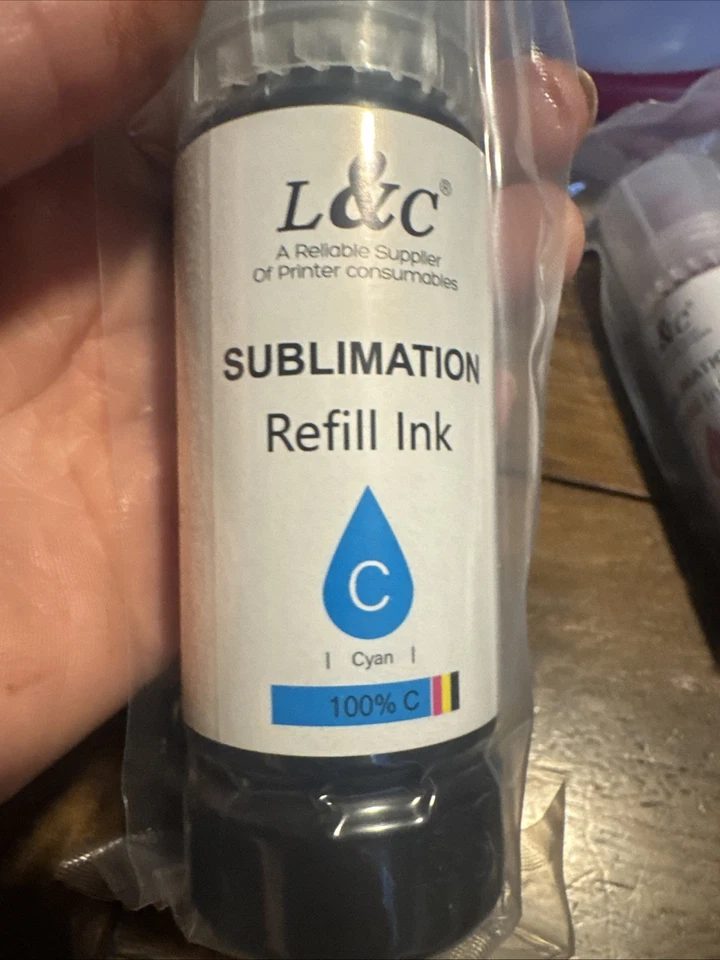 L&C®
A Reliable Supplier
Of Printer consumables
SUBLIMATION
Refill Ink
C
| Cyan |
100% C
&C